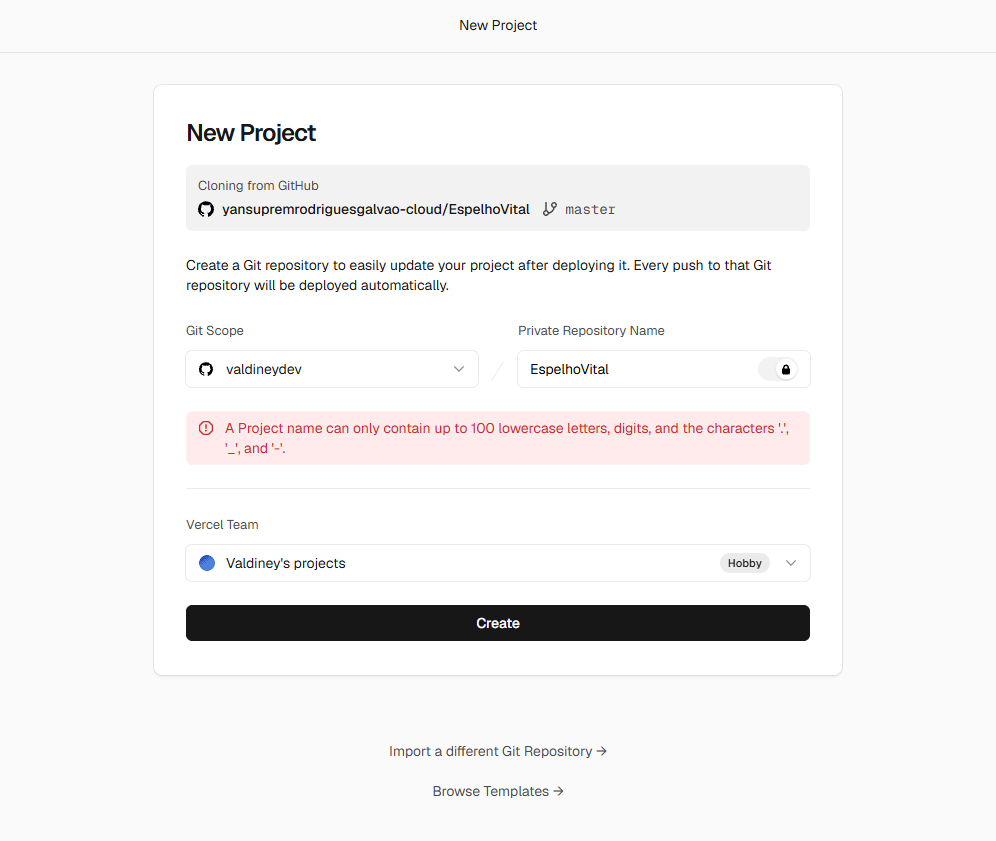 New Project
New Project
Cloning from GitHub
yansupremrodriguesgalvao-cloud/EspelhoVital master
Create a Git repository to easily update your project after deploying it. Every push to that Git
repository will be deployed automatically.
Git Scope Private Repository Name
valdineydev EspelhoVital
A Project name can only contain up to 100 lowercase letters, digits, and the characters '.',
'_', and '-'.
Vercel Team
Valdiney's projects Hobby
Create
Import a different Git Repository →
Browse Templates →